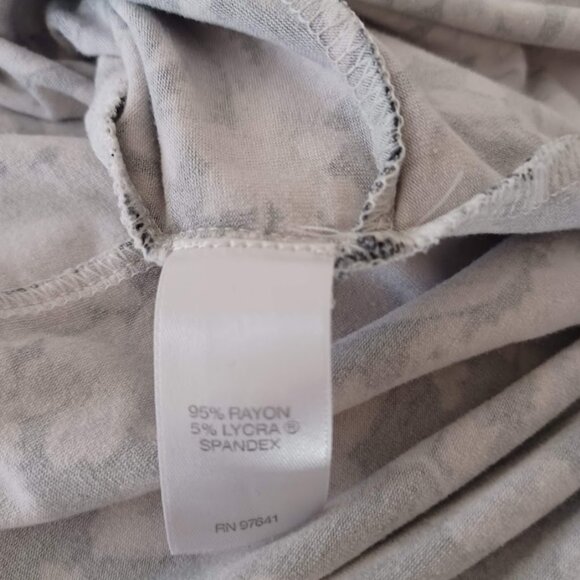 95% RAYON
5% LYCRA ®
SPANDEX
RN 97641